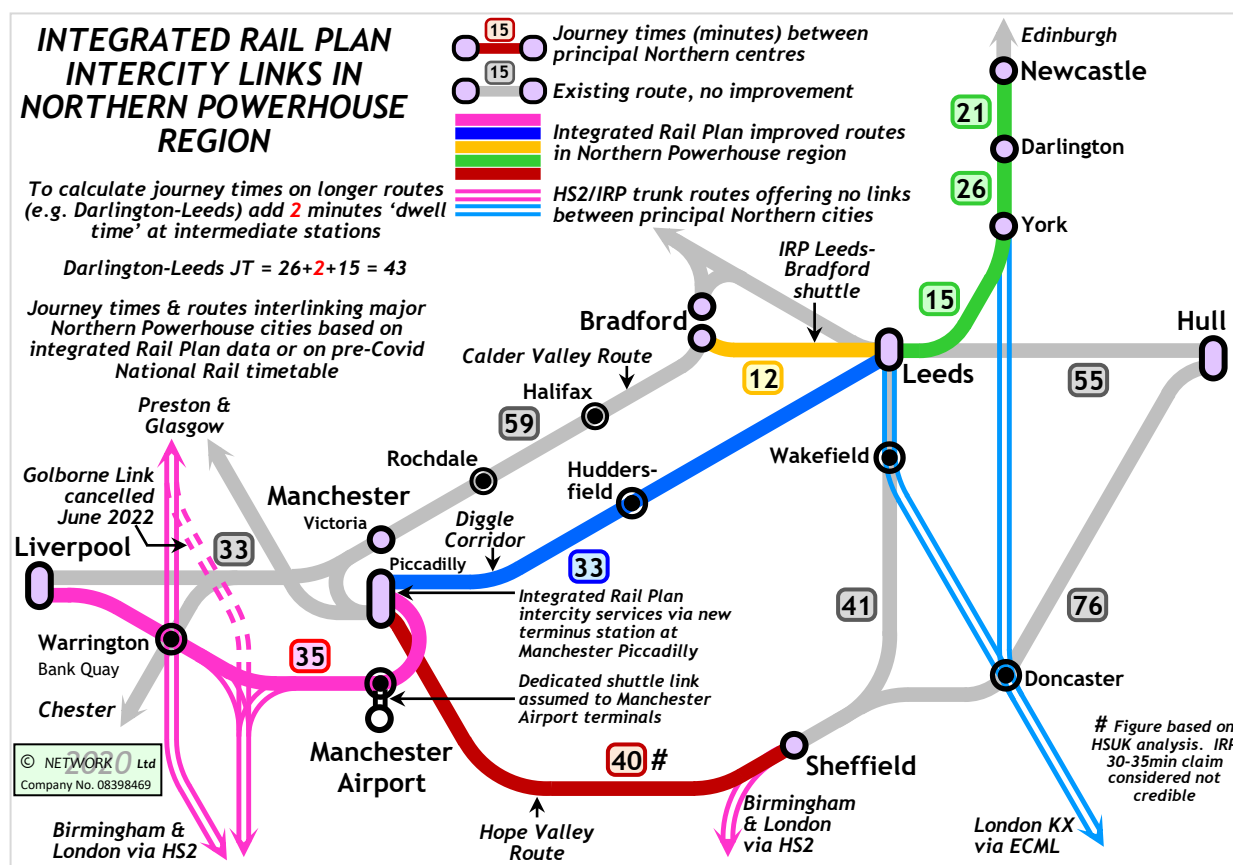 INTEGRATED RAIL PLAN
INTERCITY LINKS IN
NORTHERN POWERHOUSE
REGION
To calculate journey times on longer routes
(e.g. Darlington-Leeds) add 2 minutes ‘dwell
time’ at intermediate stations
Darlington-Leeds JT = 26+2+15 = 43
Journey times & routes interlinking major
Northern Powerhouse cities based on
integrated Rail Plan data or on pre-Covid
National Rail timetable
15
Journey times (minutes) between
principal Northern centres
15
Existing route, no improvement
Integrated Rail Plan improved routes
in Northern Powerhouse region
HS2/IRP trunk routes offering no links
between principal Northern cities
Edinburgh
Newcastle
21
Darlington
26
York
IRP Leeds-
Bradford
shuttle
15
Bradford
Hull
Calder Valley Route
12
Leeds
55
Halifax
59
Preston &
Glasgow
Rochdale
Hudders-
field
Wakefield
Golborne Link
cancelled
June 2022
Manchester
Victoria
Diggle
Corridor
Liverpool
33
Piccadilly
33
Integrated Rail Plan
intercity services via new
terminus station at
Manchester Piccadilly
41
76
Warrington
Bank Quay
35
Dedicated shuttle link
assumed to Manchester
Airport terminals
Doncaster
Chester
Manchester
Airport
40 #
Sheffield
# Figure based on
HSUK analysis. IRP
30-35min claim
considered not
credible
© NETWORK 2020 Ltd
Company No. 08398469
Birmingham &
London via HS2
Hope Valley
Route
Birmingham
& London
via HS2
London KX
via ECML